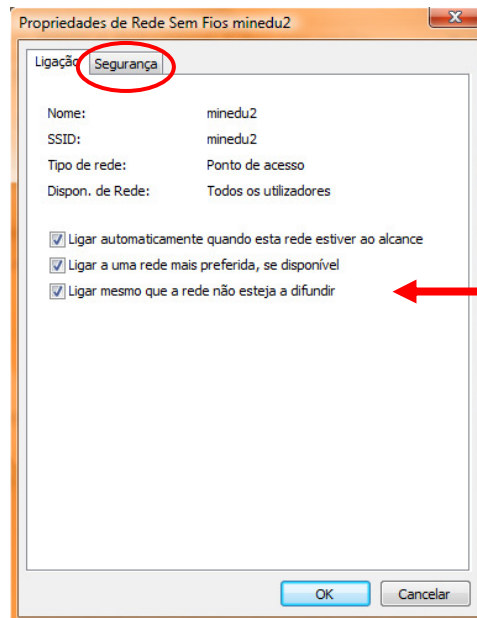 Propriedades de Rede Sem Fios minedu2
Ligação Segurança
Nome: minedu2
SSID: minedu2
Tipo de rede: Ponto de acesso
Dispon. de Rede: Todos os utilizadores
Ligar automaticamente quando esta rede estiver ao alcance
Ligar a uma rede mais preferida, se disponível
Ligar mesmo que a rede não esteja a difundir
OK Cancelar